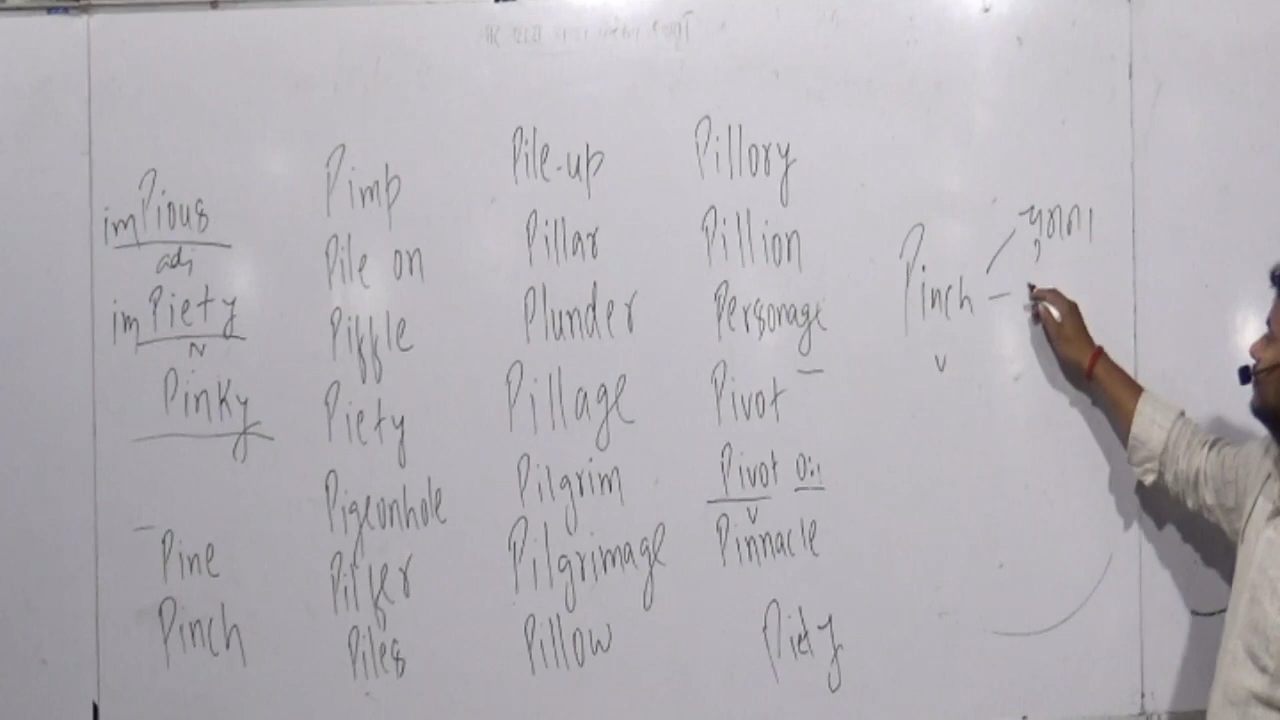 imPious
adj
imPiety
N
Pinky
Pine
Pinch
Pimp
Pile on
Piffle
Piety
Pigeonhole
Pilfer
Piles
Pile-up
Pillar
Plunder
Pillage
Pilgrim
Pilgrimage
Pillow
Pillory
Pillion
Personage
Pivot
Pivot on
v
Pinnacle
Piety
Pinch
v